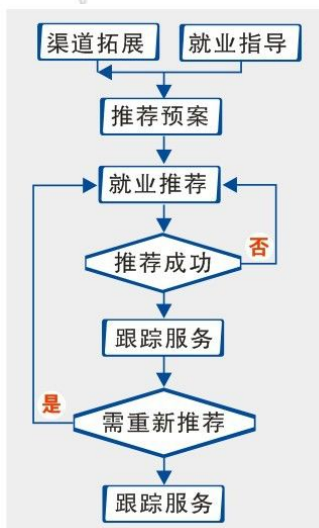 渠道拓展 就业指导
推荐预案
就业推荐
否
推荐成功
跟踪服务
是
需重新推荐
跟踪服务